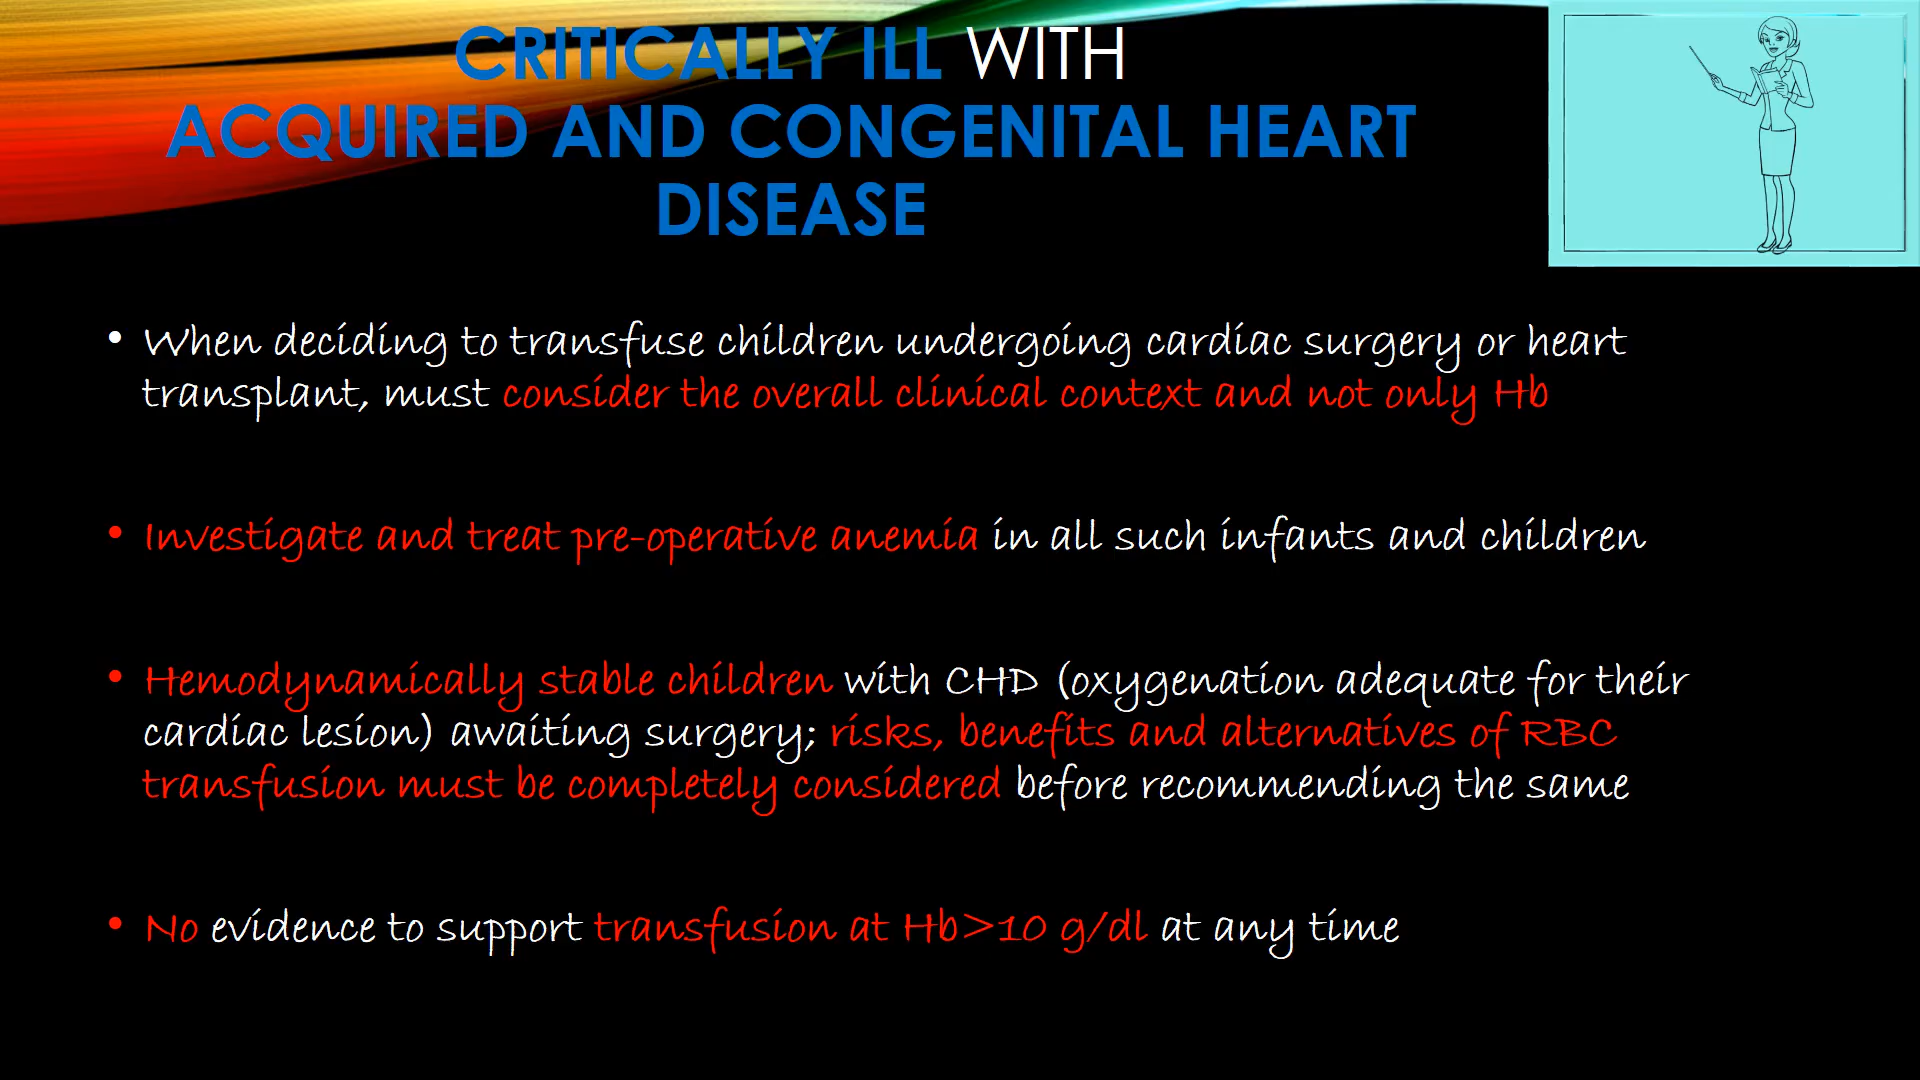 CRITICALLY ILL WITH
ACQUIRED AND CONGENITAL HEART
DISEASE
• When deciding to transfuse children undergoing cardiac surgery or heart
transplant, must consider the overall clinical context and not only Hb
• Investigate and treat pre-operative anemia in all such infants and children
• Hemodynamically stable children with CHD (oxygenation adequate for their
cardiac lesion) awaiting surgery; risks, benefits and alternatives of RBC
transfusion must be completely considered before recommending the same
• No evidence to support transfusion at Hb>10 g/dl at any time